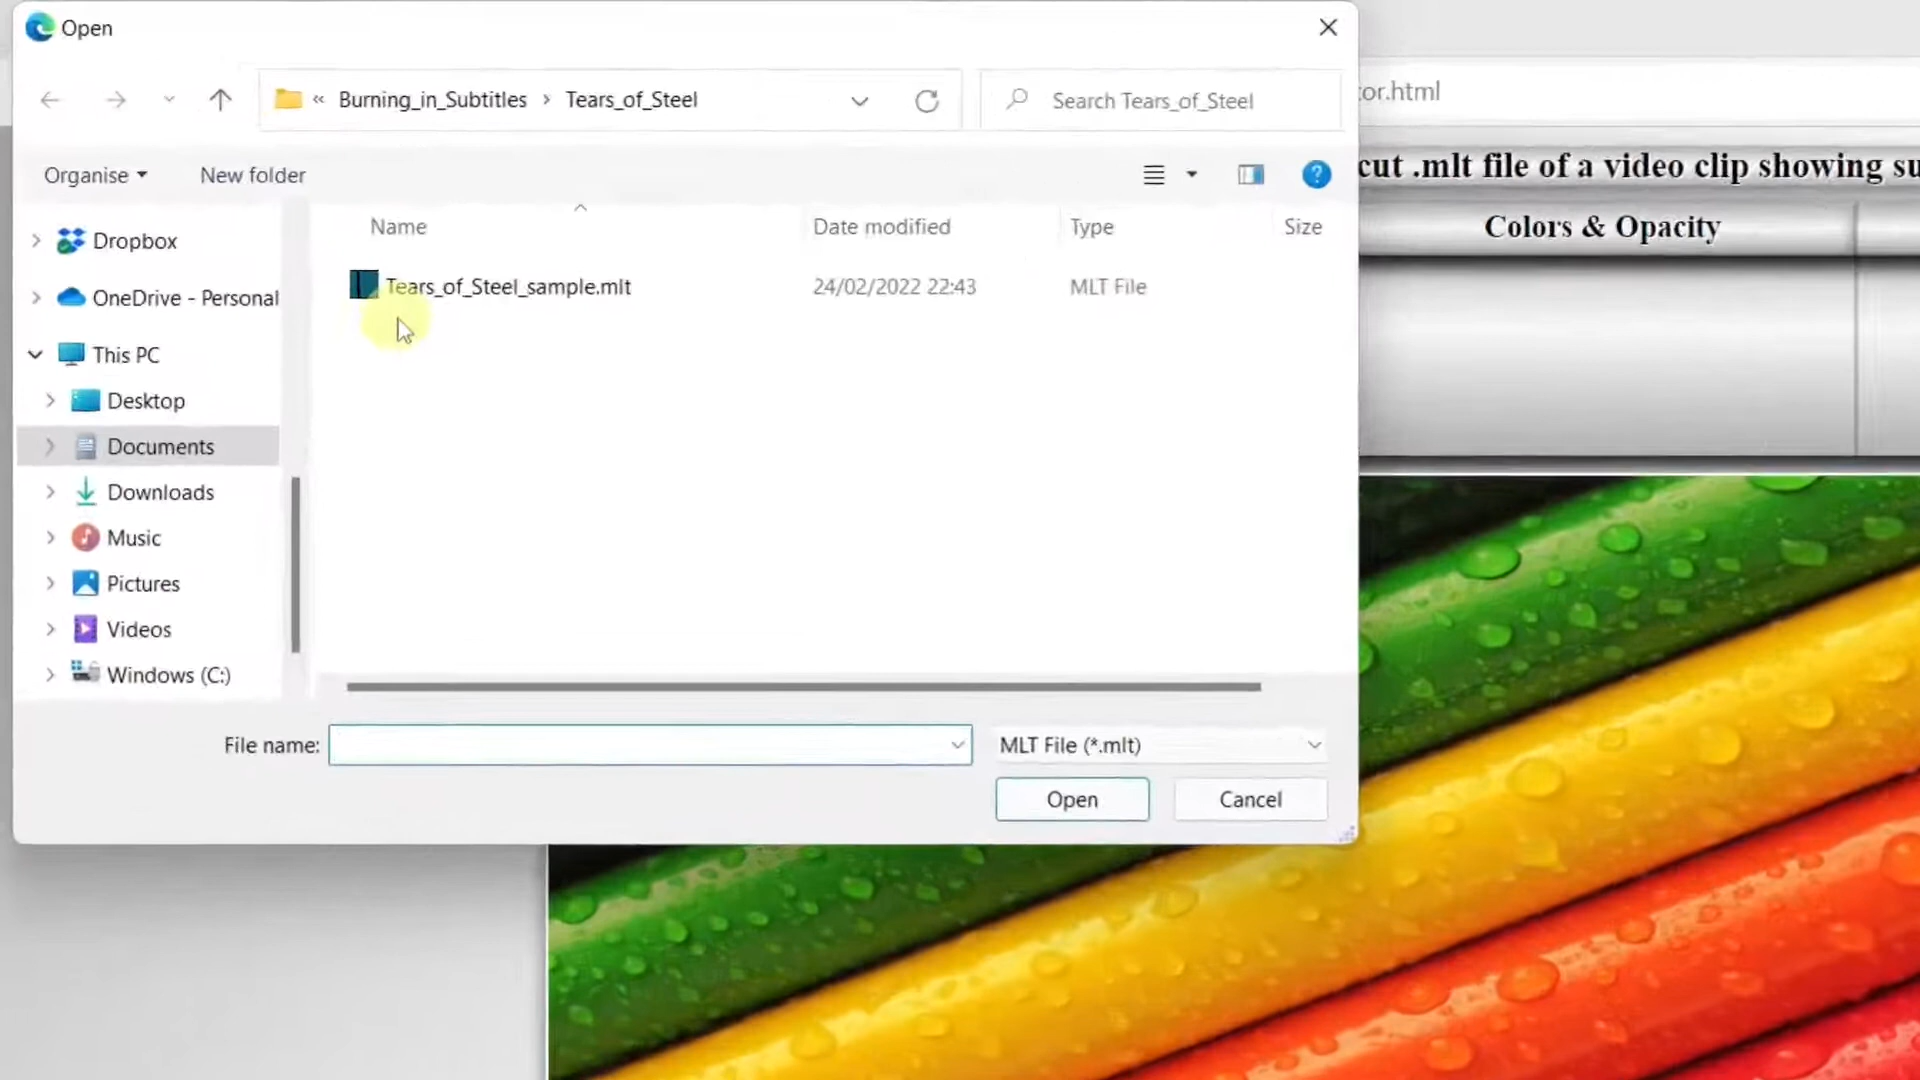 Open
« Burning_in_Subtitles > Tears_of_Steel
Search Tears_of_Steel
or.html
Organise
New folder
cut .mlt file of a video clip showing su
Colors & Opacity
Name
Date modified
Type
Size
Tears_of_Steel_sample.mlt
24/02/2022 22:43
MLT File
Dropbox
OneDrive - Personal
This PC
Desktop
Documents
Downloads
Music
Pictures
Videos
Windows (C:)
File name:
MLT File (*.mlt)
Open
Cancel